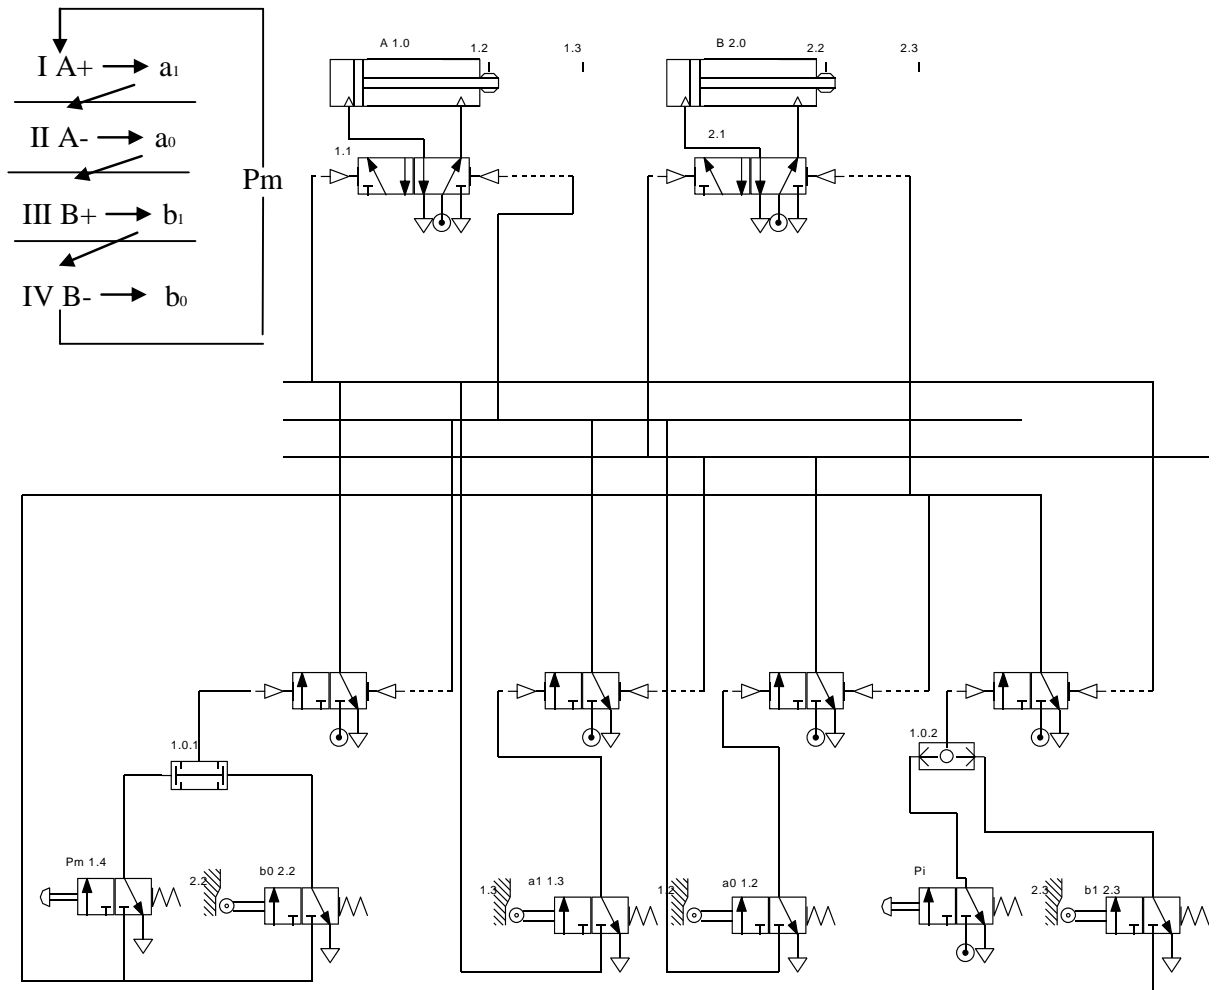 I A+ a1
II A- a0
III B+ b1
IV B- b0
Pm
A 1.0
1.2
1.3
B 2.0
2.2
2.3
1.1
2.1
1.0.1
1.0.2
Pm 1.4
2.2
b0 2.2
1.3
a1 1.3
1.2
a0 1.2
Pi
2.3
b1 2.3